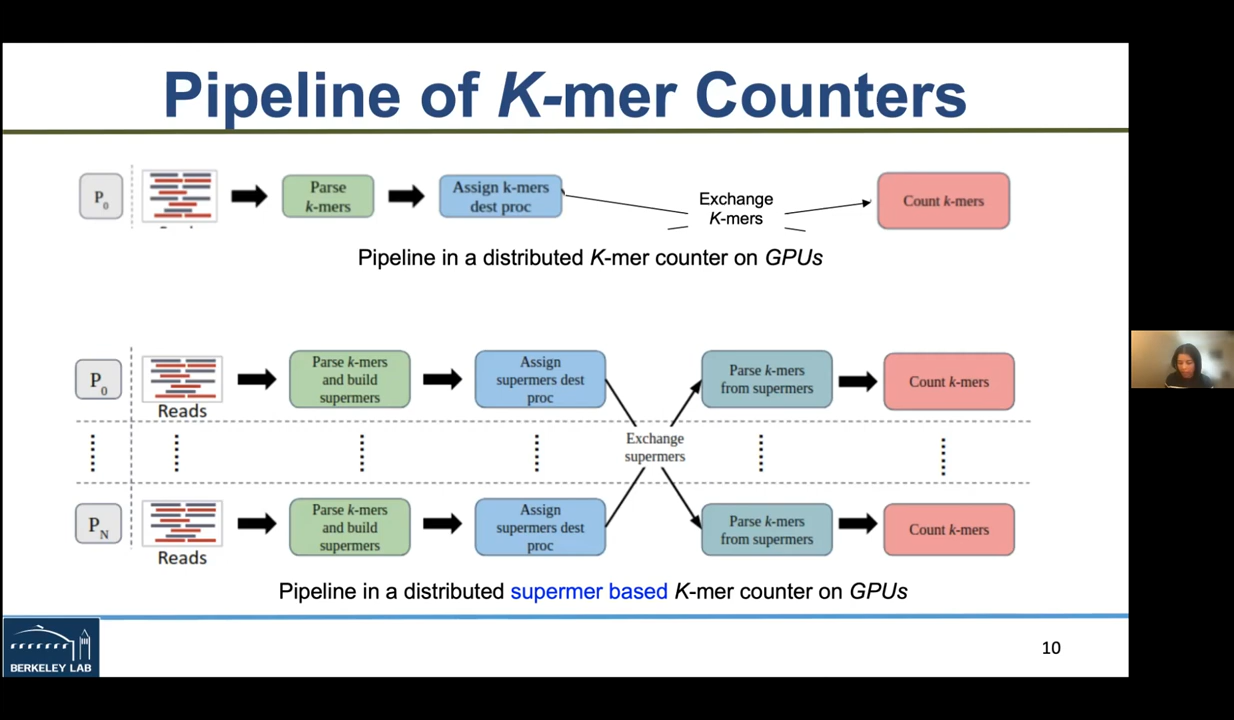 Pipeline of K-mer Counters
P0
Parse
k-mers
Assign k-mers
dest proc
Exchange
K-mers
Count k-mers
Pipeline in a distributed K-mer counter on GPUs
P0
Reads
Parse k-mers
and build
supermers
Assign
supermers dest
proc
Exchange
supermers
Parse k-mers
from supermers
Count k-mers
PN
Reads
Parse k-mers
and build
supermers
Assign
supermers dest
proc
Parse k-mers
from supermers
Count k-mers
Pipeline in a distributed supermer based K-mer counter on GPUs
BERKELEY LAB
10